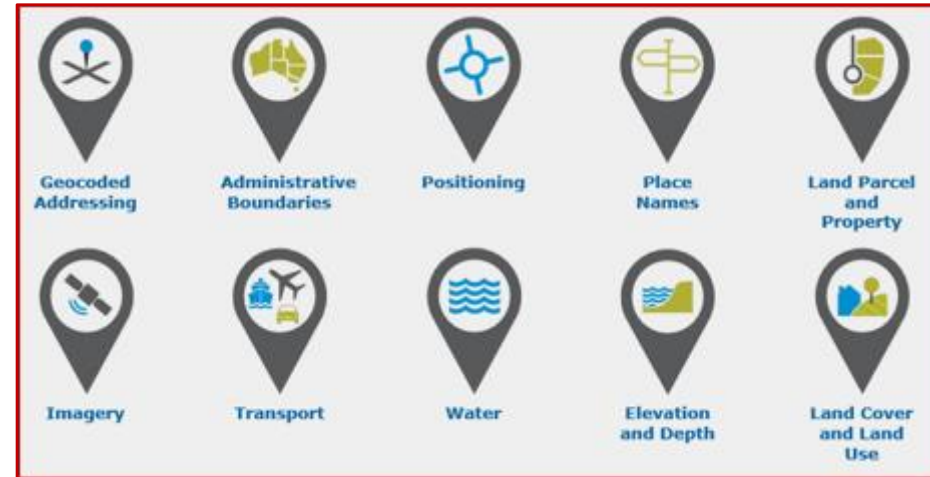 Geocoded
Addressing
Administrative
Boundaries
Positioning
Place
Names
Land Parcel
and
Property
Imagery
Transport
Water
Elevation
and Depth
Land Cover
and Land
Use